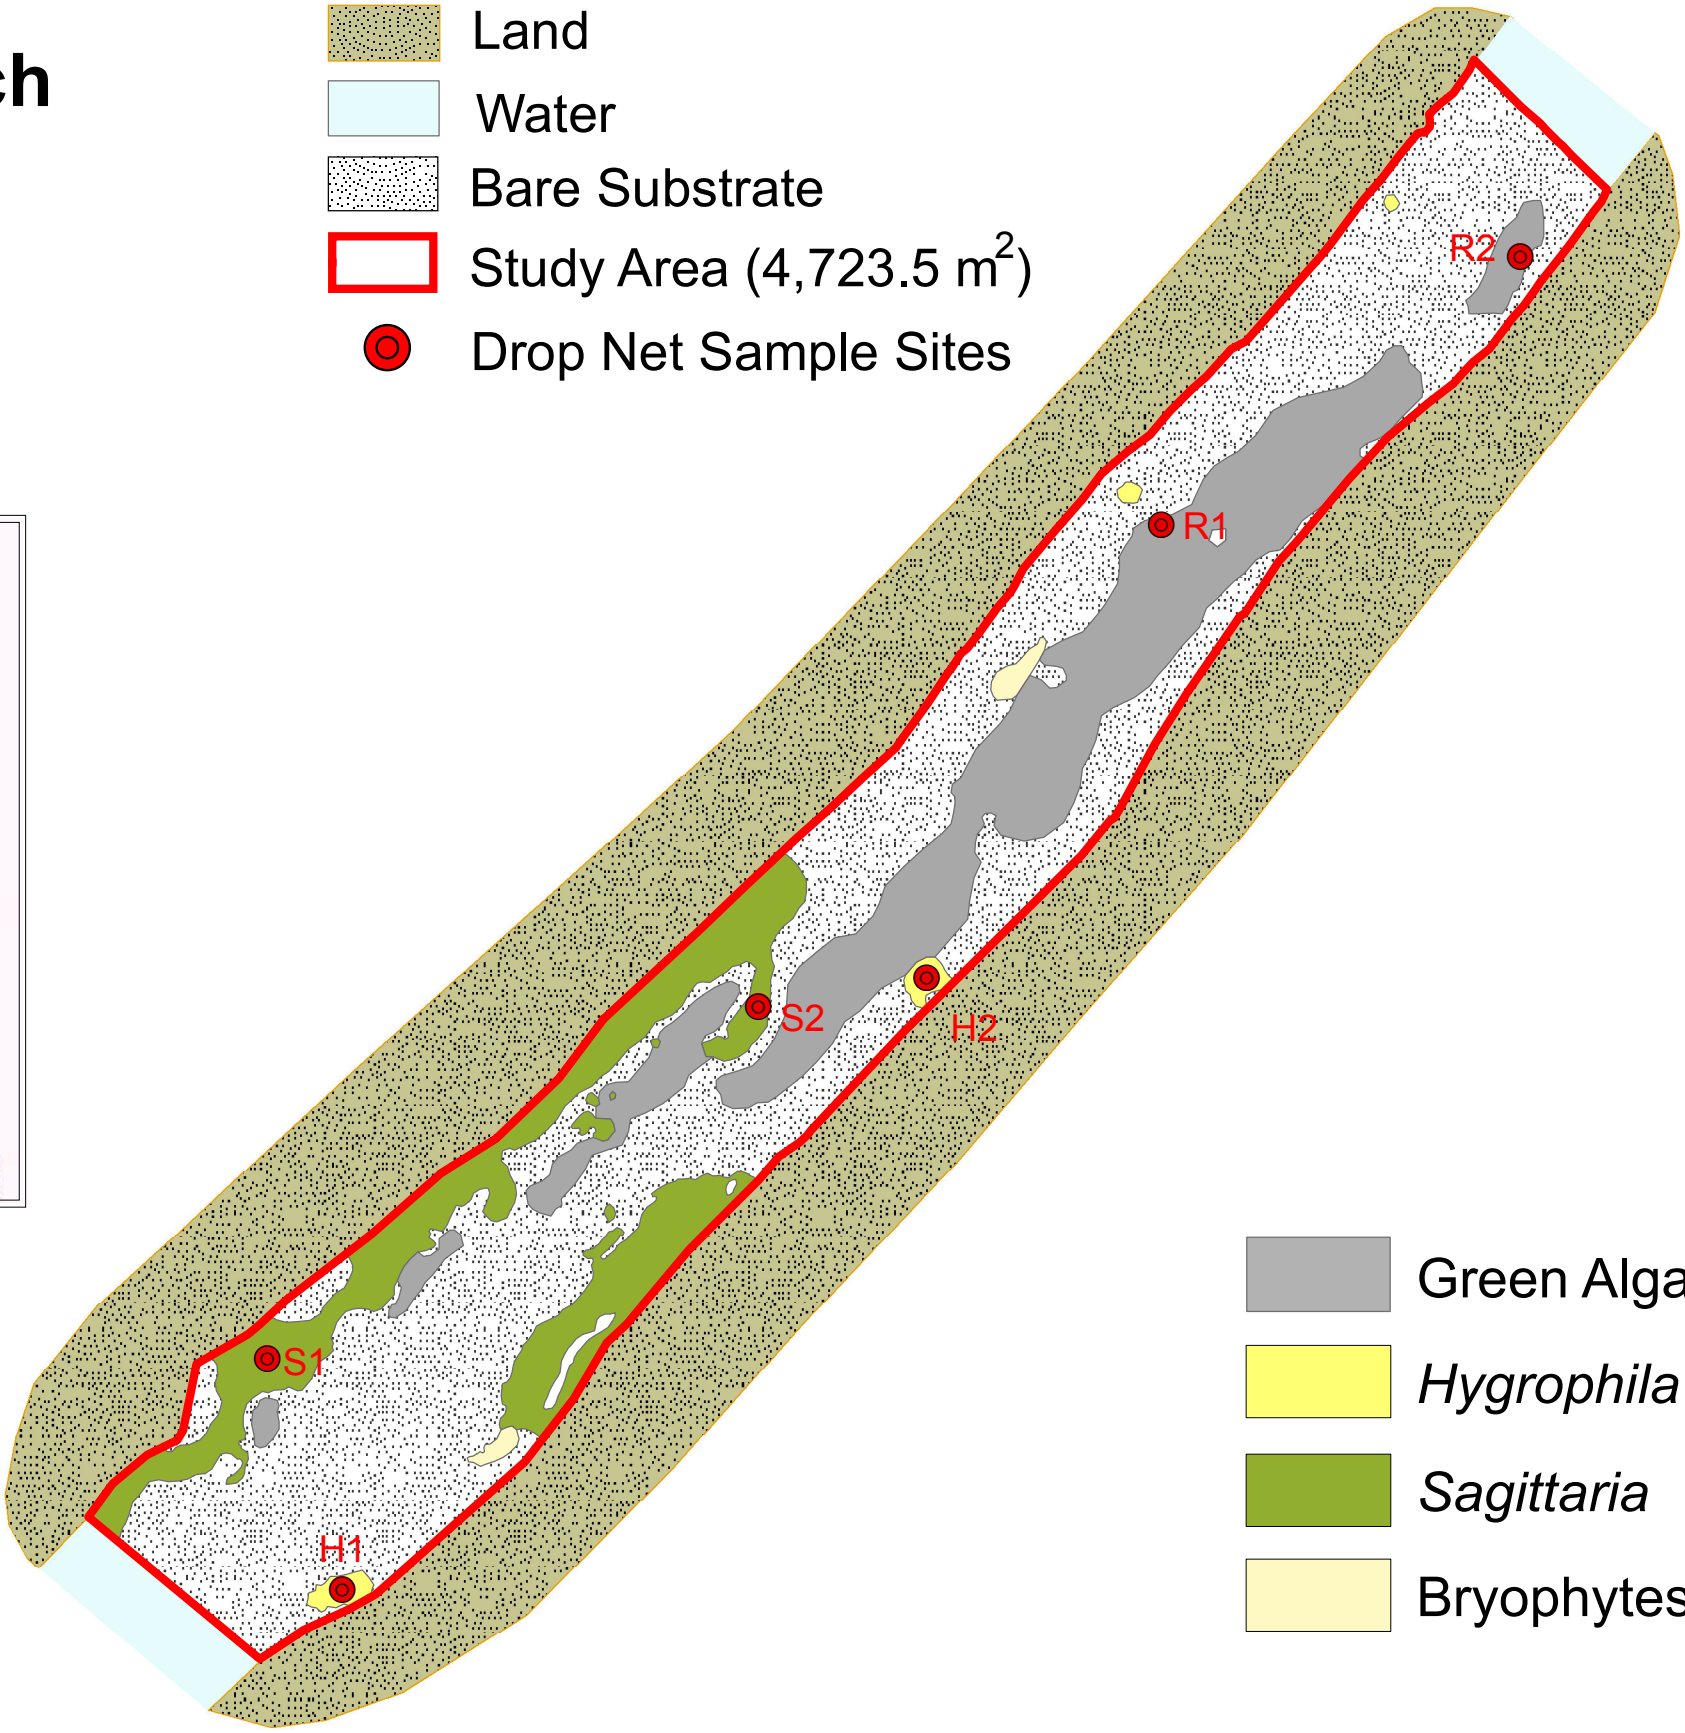 ch
Land
Water
Bare Substrate
Study Area (4,723.5 m2)
Drop Net Sample Sites
R2
R1
S2
H2
S1
H1
Green Alga
Hygrophila
Sagittaria
Bryophytes